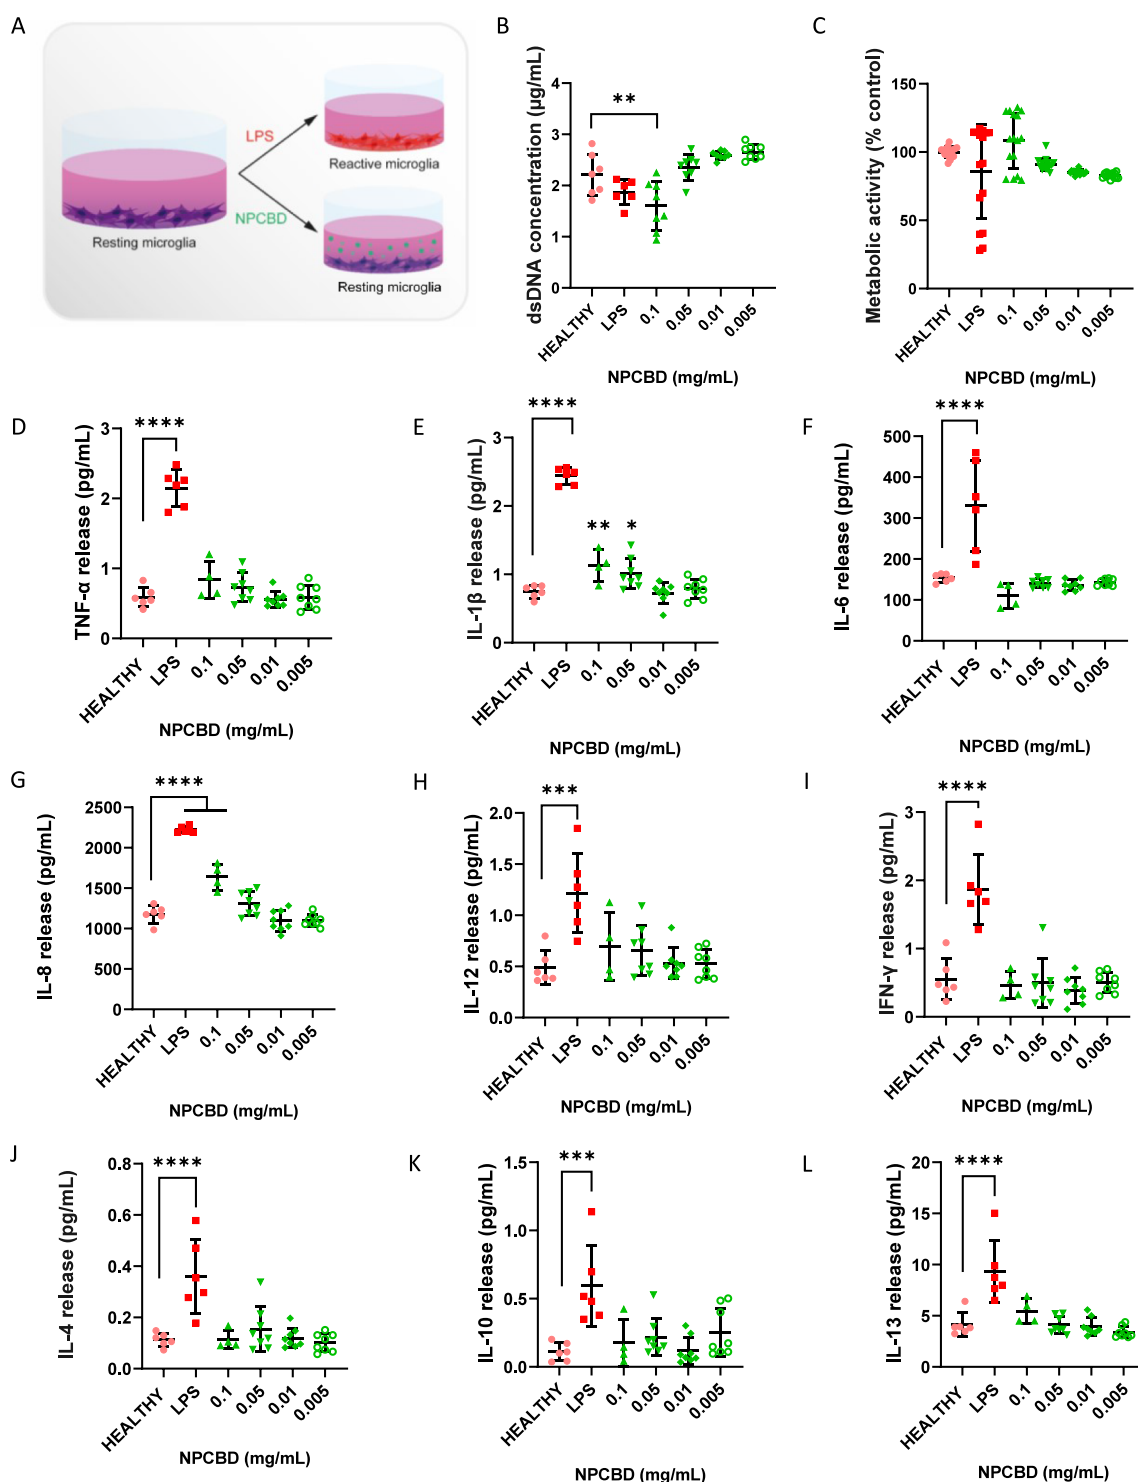 A
LPS
NPCBD
Resting microglia
Reactive microglia
Resting microglia
B
dsDNA concentration (µg/mL)
4
3
2
1
0
**
HEALTHY
LPS
0.1
0.05
0.01
0.005
NPCBD (mg/mL)
C
Metabolic activity (% control)
150
100
50
0
HEALTHY
LPS
0.1
0.05
0.01
0.005
NPCBD (mg/mL)
D
TNF-α release (pg/mL)
3
2
1
0
****
HEALTHY
LPS
0.1
0.05
0.01
0.005
NPCBD (mg/mL)
E
IL-1β release (pg/mL)
3
2
1
0
****
**
*
HEALTHY
LPS
0.1
0.05
0.01
0.005
NPCBD (mg/mL)
F
IL-6 release (pg/mL)
500
400
300
200
100
0
****
HEALTHY
LPS
0.1
0.05
0.01
0.005
NPCBD (mg/mL)
G
IL-8 release (pg/mL)
2500
2000
1500
1000
500
0
****
HEALTHY
LPS
0.1
0.05
0.01
0.005
NPCBD (mg/mL)
H
IL-12 release (pg/mL)
2.0
1.5
1.0
0.5
0.0
***
HEALTHY
LPS
0.1
0.05
0.01
0.005
NPCBD (mg/mL)
I
IFN-γ release (pg/mL)
3
2
1
0
****
HEALTHY
LPS
0.1
0.05
0.01
0.005
NPCBD (mg/mL)
J
IL-4 release (pg/mL)
0.8
0.6
0.4
0.2
0.0
****
HEALTHY
LPS
0.1
0.05
0.01
0.005
NPCBD (mg/mL)
K
IL-10 release (pg/mL)
1.5
1.0
0.5
0.0
***
HEALTHY
LPS
0.1
0.05
0.01
0.005
NPCBD (mg/mL)
L
IL-13 release (pg/mL)
20
15
10
5
0
****
HEALTHY
LPS
0.1
0.05
0.01
0.005
NPCBD (mg/mL)